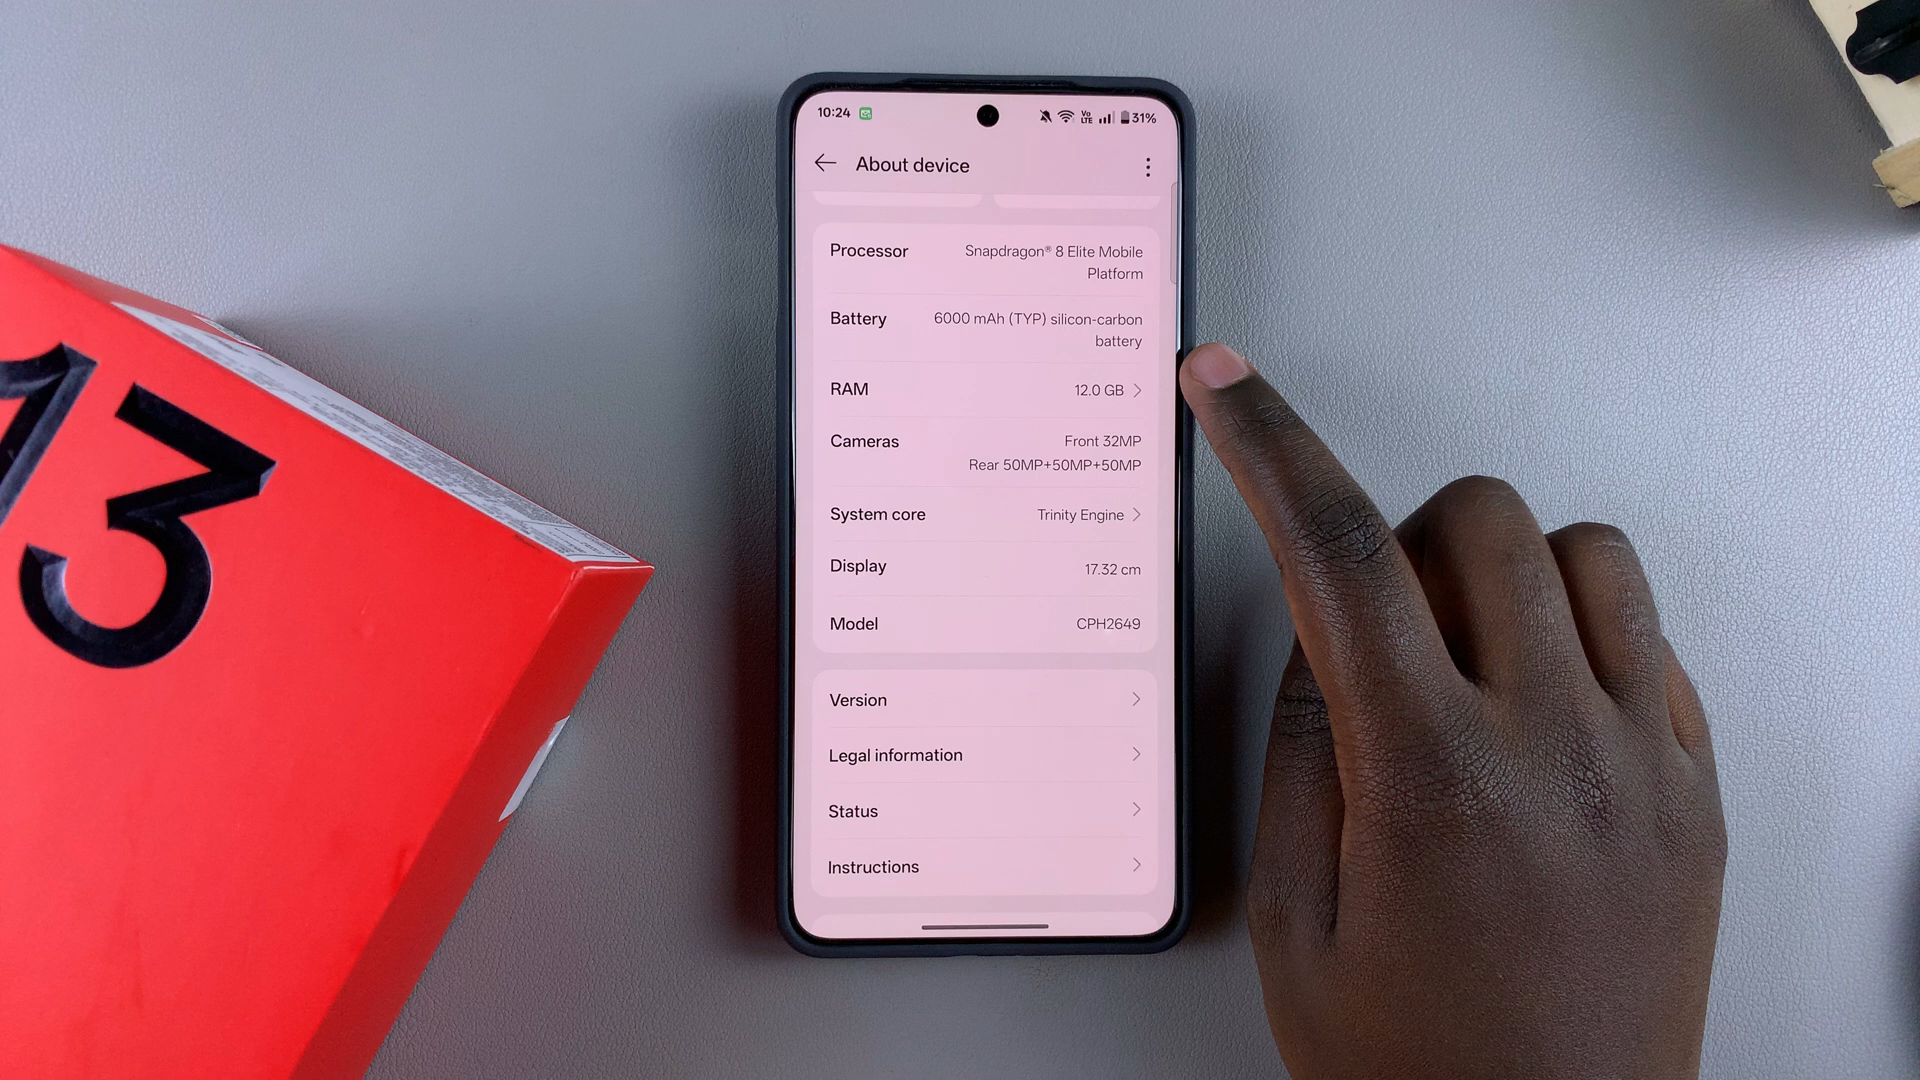 13
10:24
Vo
LTE
31%
About device
Processor
Snapdragon® 8 Elite Mobile
Platform
Battery
6000 mAh (TYP) silicon-carbon
battery
RAM
12.0 GB
Cameras
Front 32MP
Rear 50MP+50MP+50MP
System core
Trinity Engine
Display
17.32 cm
Model
CPH2649
Version
Legal information
Status
Instructions